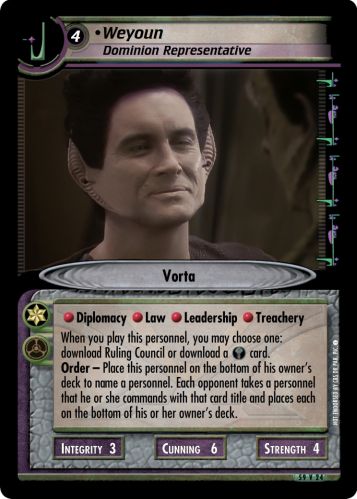 4
•Weyoun
Dominion Representative
Vorta
Diplomacy Law Leadership Treachery
When you play this personnel, you may choose one:
download Ruling Council or download a card.
Order – Place this personnel on the bottom of his owner's
deck to name a personnel. Each opponent takes a personnel
that he or she commands with that card title and places each
on the bottom of his or her owner's deck.
INTEGRITY 3 CUNNING 6 STRENGTH 4
59 V 24